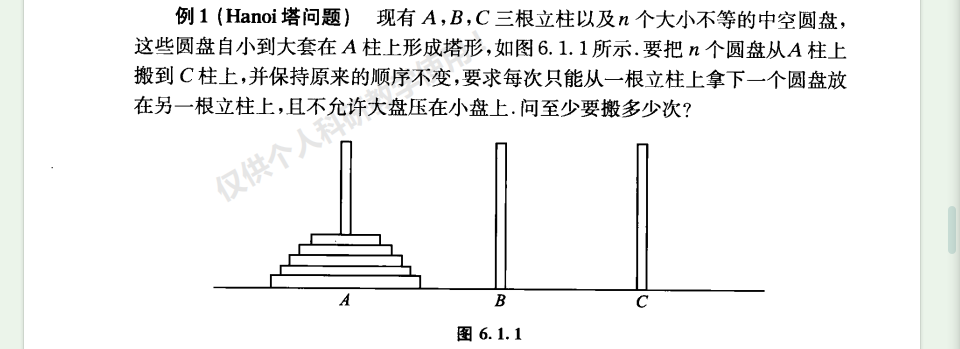 例1 (Hanoi 塔问题) 现有 A,B,C 三根立柱以及 n 个大小不等的中空圆盘,
这些圆盘自小到大套在 A 柱上形成塔形,如图6.1.1所示.要把 n 个圆盘从A 柱上
搬到 C 柱上,并保持原来的顺序不变,要求每次只能从一根立柱上拿下一个圆盘放
在另一根立柱上,且不允许大盘压在小盘上.问至少要搬多少次?
仅供个人科研教学使用!
A B C
图 6.1.1